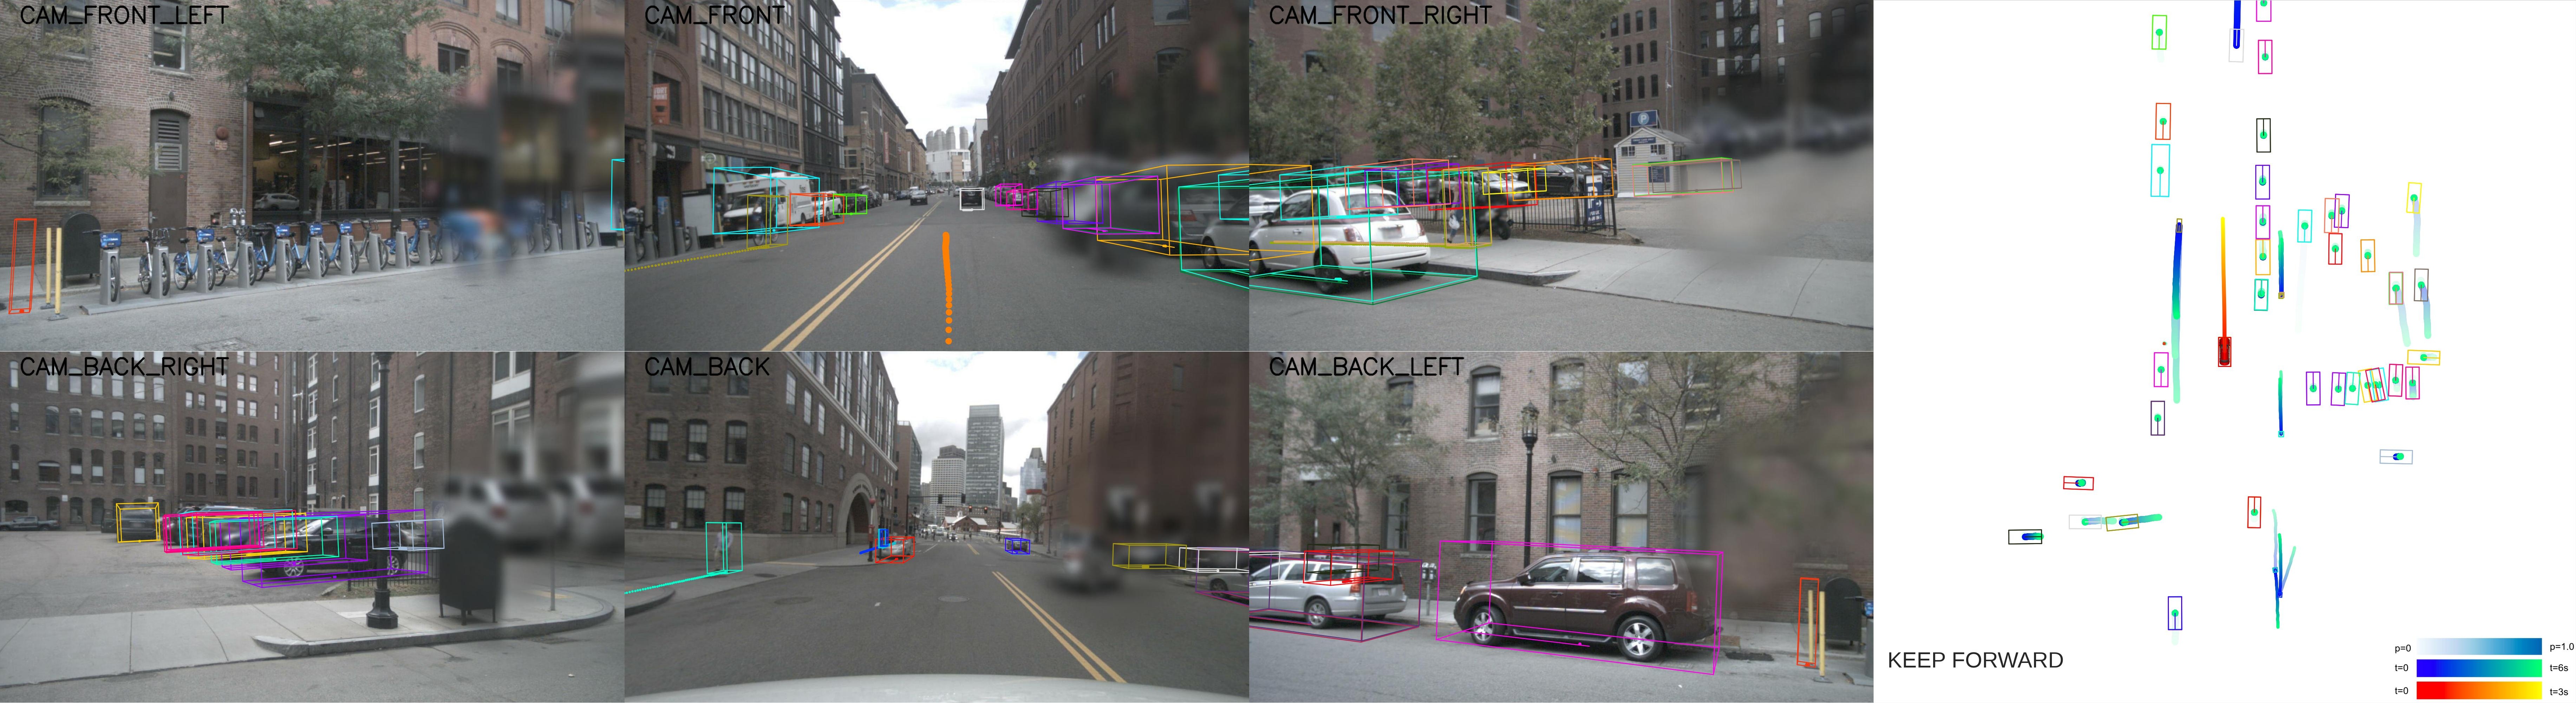 CAM_FRONT_LEFT
CAM_FRONT
CAM_FRONT_RIGHT
P
CAM_BACK_RIGHT
CAM_BACK
CAM_BACK_LEFT
KEEP FORWARD
p=0
p=1.0
t=0
t=6s
t=0
t=3s